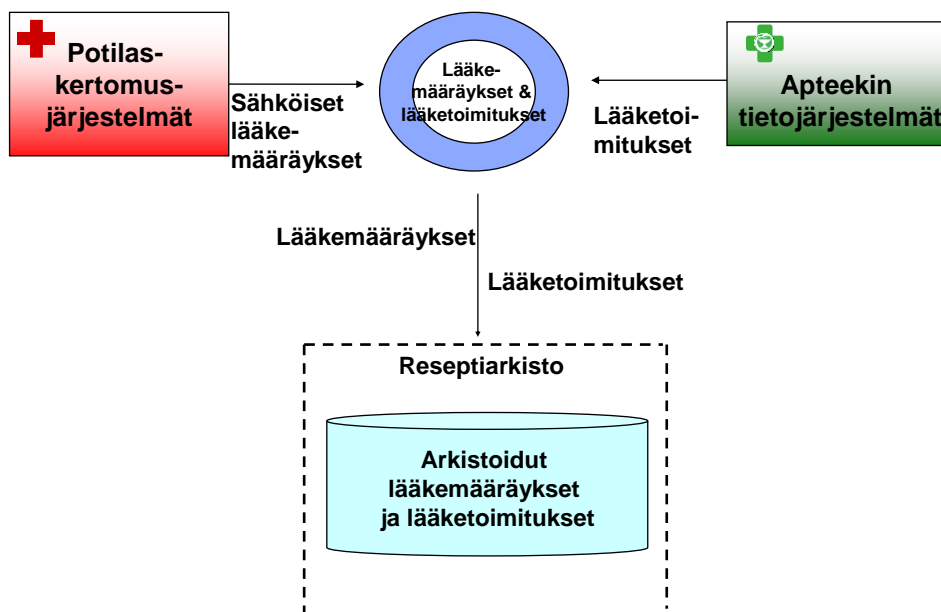 Potilas-
kertomus-
järjestelmät
Sähköiset
lääke-
määräykset
Lääke-
määräykset &
lääketoimitukset
Lääketoi-
mitukset
Apteekin
tietojärjestelmät
Lääkemääräykset
Lääketoimitukset
Reseptiarkisto
Arkistoidut
lääkemääräykset
ja lääketoimitukset